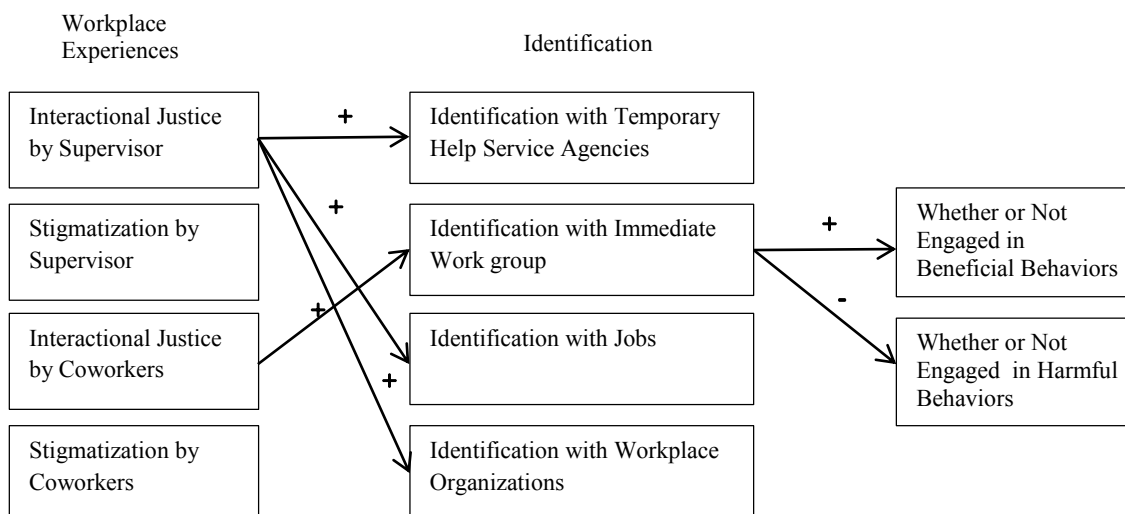 Workplace
Experiences
Identification
Interactional Justice
by Supervisor
+
Identification with Temporary
Help Service Agencies
+
Stigmatization by
Supervisor
Identification with Immediate
Work group
+
Whether or Not
Engaged in
Beneficial Behaviors
-
+
Interactional Justice
by Coworkers
Identification with Jobs
+
Whether or Not
Engaged  in Harmful
Behaviors
Stigmatization by
Coworkers
Identification with Workplace
Organizations